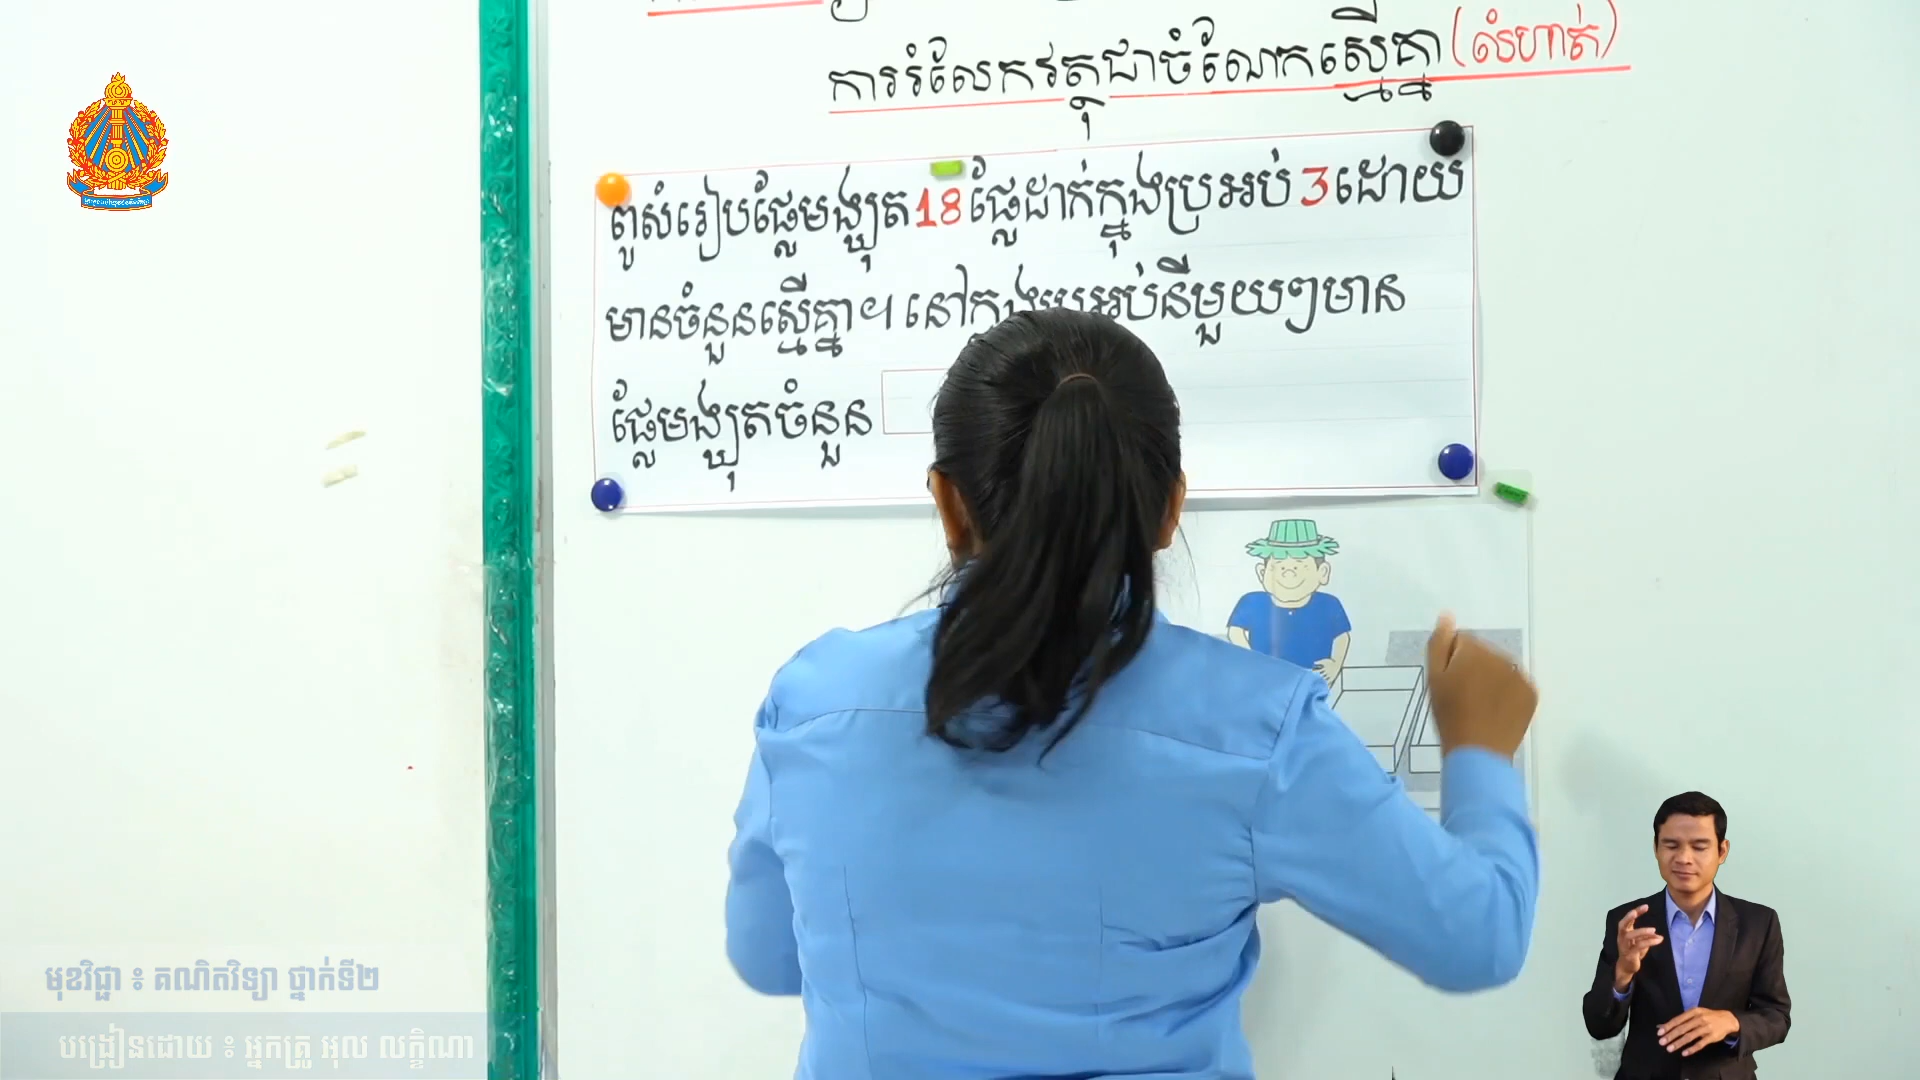 ការរំលែកវត្ថុជាចំណែកស្មើគ្នា (លំហាត់)
ពូសំរៀបផ្លែមង្ឃុត 18 ផ្លែដាក់ក្នុងប្រអប់ 3 ដោយ
មានចំនួនស្មើគ្នា។ នៅក្នុងប្រអប់នីមួយៗមាន
ផ្លែមង្ឃុតចំនួន
មុខវិជ្ជា ៖ គណិតវិទ្យា ថ្នាក់ទី២
បង្រៀនដោយ ៖ អ្នកគ្រូ អុល លក្ខិណា